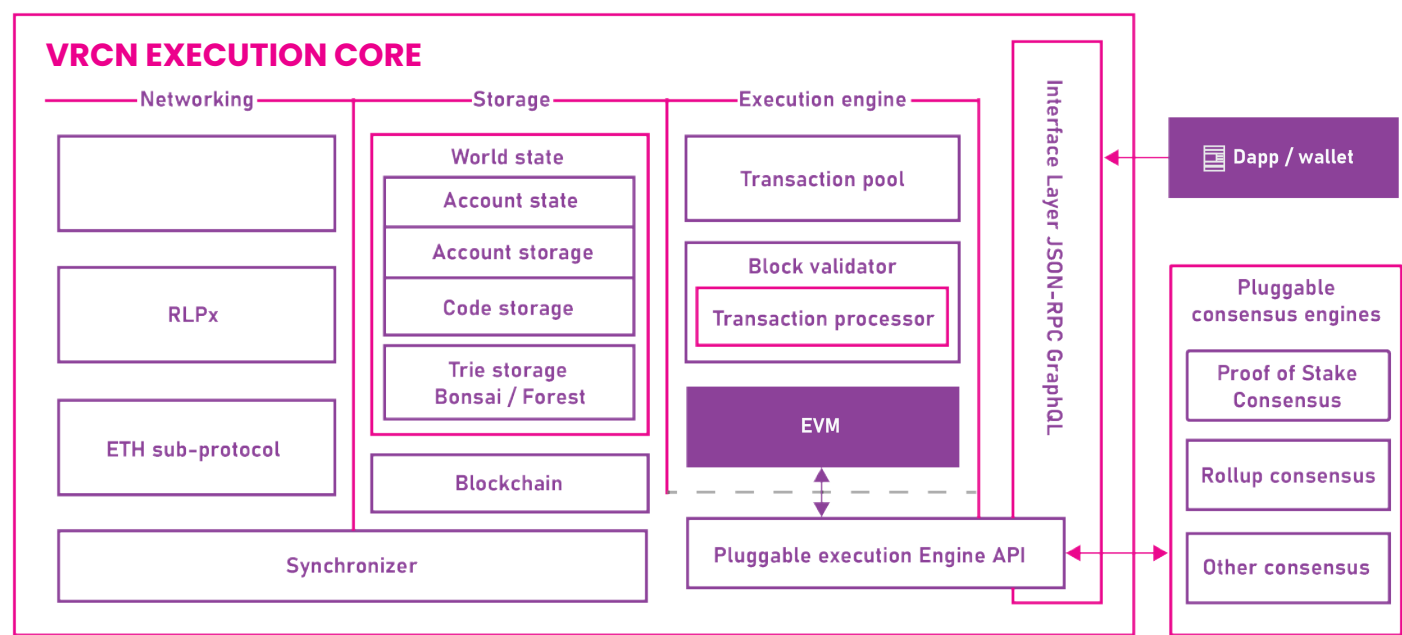 VRCN EXECUTION CORE
Networking
RLPx
ETH sub-protocol
Synchronizer
Storage
World state
Account state
Account storage
Code storage
Trie storage
Bonsai / Forest
Blockchain
Execution engine
Transaction pool
Block validator
Transaction processor
EVM
Pluggable execution Engine API
Interface Layer JSON-RPC GraphQL
Dapp / wallet
Pluggable
consensus engines
Proof of Stake
Consensus
Rollup consensus
Other consensus